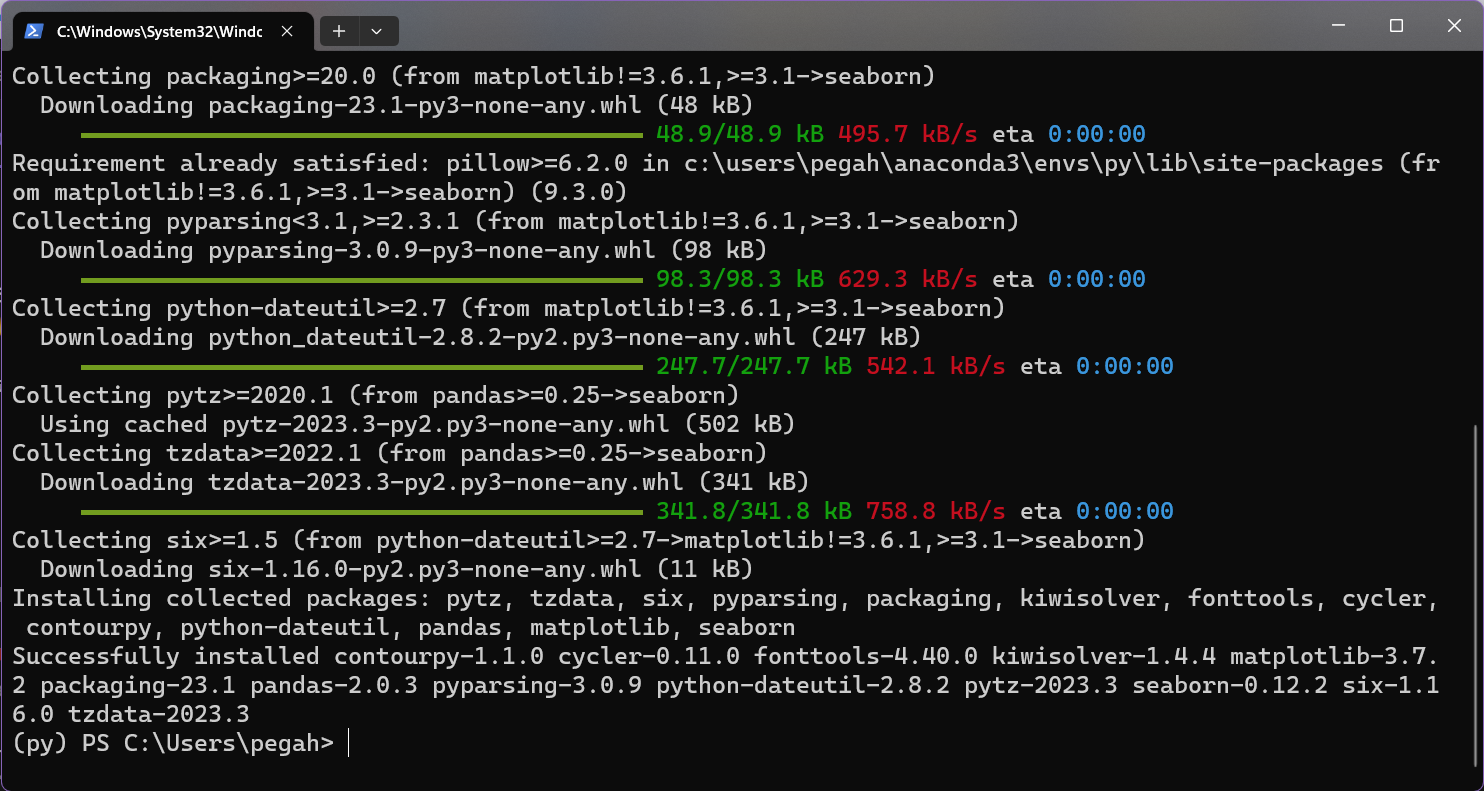 C:\Windows\System32\Windc
Collecting packaging>=20.0 (from matplotlib!=3.6.1,>=3.1->seaborn)
  Downloading packaging-23.1-py3-none-any.whl (48 kB)
48.9/48.9 kB 495.7 kB/s eta 0:00:00
Requirement already satisfied: pillow>=6.2.0 in c:\users\pegah\anaconda3\envs\py\lib\site-packages (fr
om matplotlib!=3.6.1,>=3.1->seaborn) (9.3.0)
Collecting pyparsing<3.1,>=2.3.1 (from matplotlib!=3.6.1,>=3.1->seaborn)
  Downloading pyparsing-3.0.9-py3-none-any.whl (98 kB)
98.3/98.3 kB 629.3 kB/s eta 0:00:00
Collecting python-dateutil>=2.7 (from matplotlib!=3.6.1,>=3.1->seaborn)
  Downloading python_dateutil-2.8.2-py2.py3-none-any.whl (247 kB)
247.7/247.7 kB 542.1 kB/s eta 0:00:00
Collecting pytz>=2020.1 (from pandas>=0.25->seaborn)
  Using cached pytz-2023.3-py2.py3-none-any.whl (502 kB)
Collecting tzdata>=2022.1 (from pandas>=0.25->seaborn)
  Downloading tzdata-2023.3-py2.py3-none-any.whl (341 kB)
341.8/341.8 kB 758.8 kB/s eta 0:00:00
Collecting six>=1.5 (from python-dateutil>=2.7->matplotlib!=3.6.1,>=3.1->seaborn)
  Downloading six-1.16.0-py2.py3-none-any.whl (11 kB)
Installing collected packages: pytz, tzdata, six, pyparsing, packaging, kiwisolver, fonttools, cycler,
 contourpy, python-dateutil, pandas, matplotlib, seaborn
Successfully installed contourpy-1.1.0 cycler-0.11.0 fonttools-4.40.0 kiwisolver-1.4.4 matplotlib-3.7.
2 packaging-23.1 pandas-2.0.3 pyparsing-3.0.9 python-dateutil-2.8.2 pytz-2023.3 seaborn-0.12.2 six-1.1
6.0 tzdata-2023.3
(py) PS C:\Users\pegah>